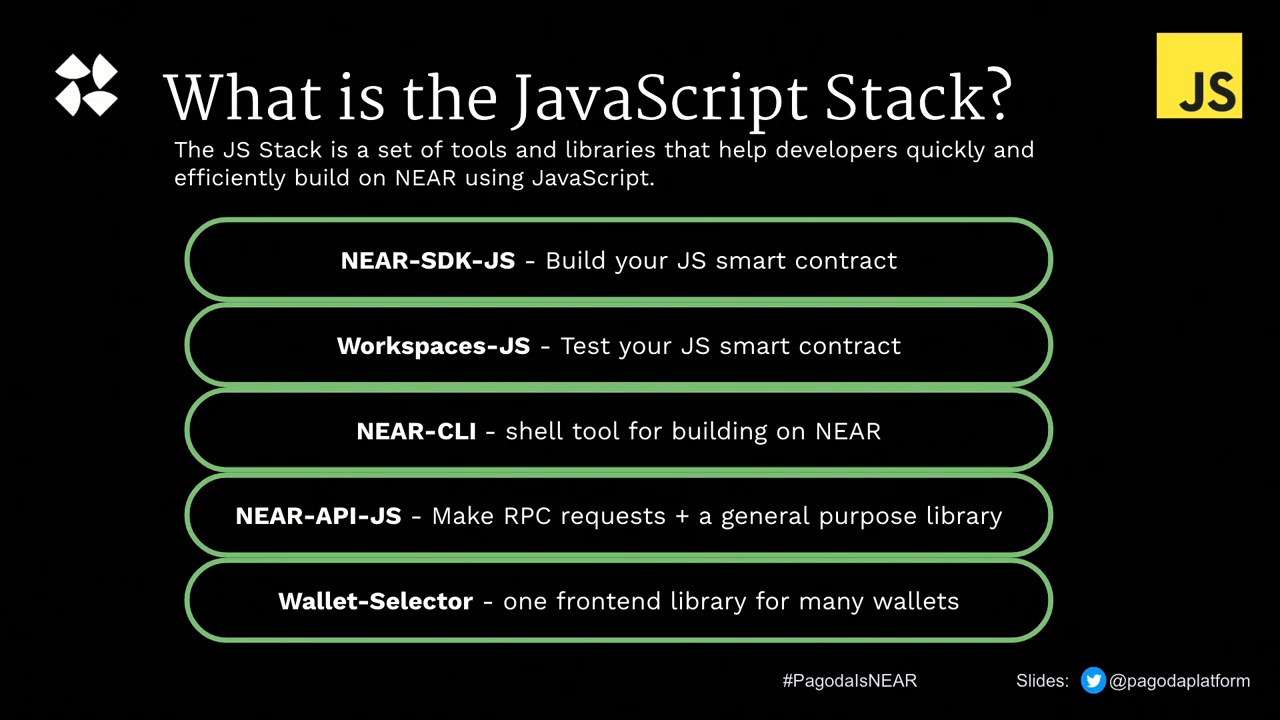 What is the JavaScript Stack?
JS
The JS Stack is a set of tools and libraries that help developers quickly and
efficiently build on NEAR using JavaScript.
NEAR-SDK-JS - Build your JS smart contract
Workspaces-JS - Test your JS smart contract
NEAR-CLI - shell tool for building on NEAR
NEAR-API-JS - Make RPC requests + a general purpose library
Wallet-Selector - one frontend library for many wallets
#PagodaIsNEAR
Slides: @pagodaplatform